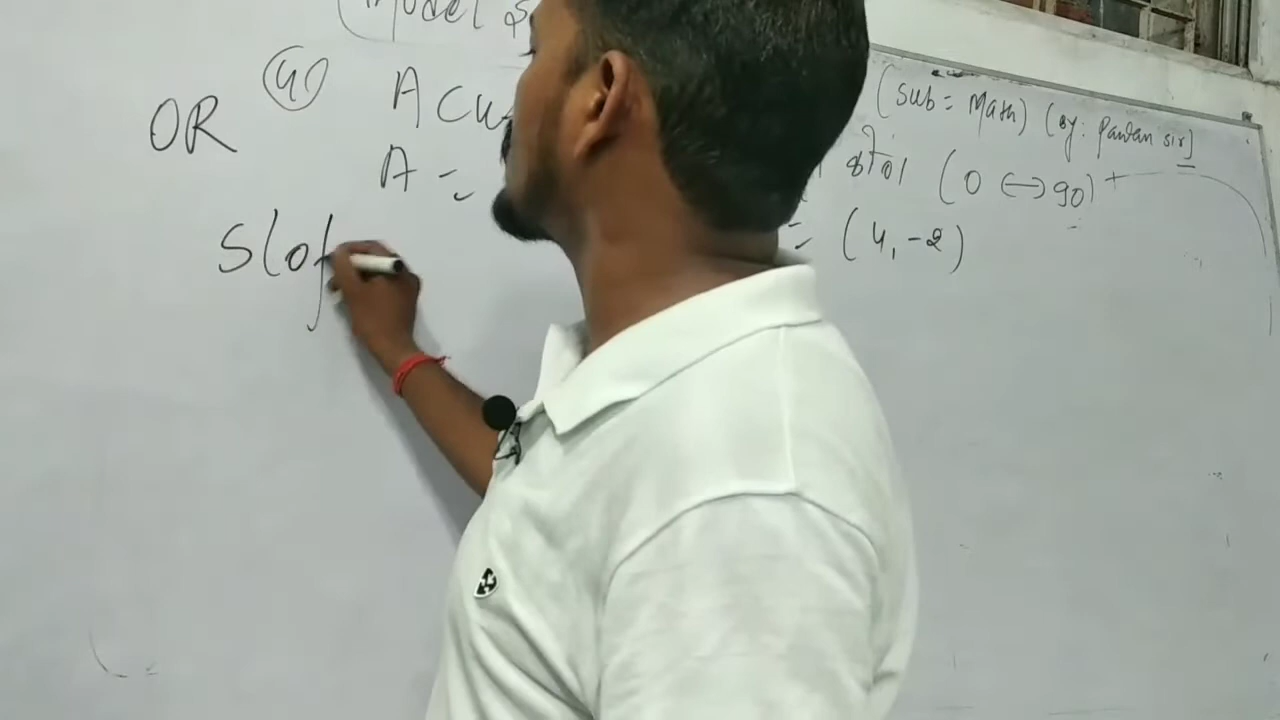 Model
(Sub = Math) (By: Pawan sir]
OR (4) Acu
(0 ↔ 90)
A = = (4, -2)
Slop